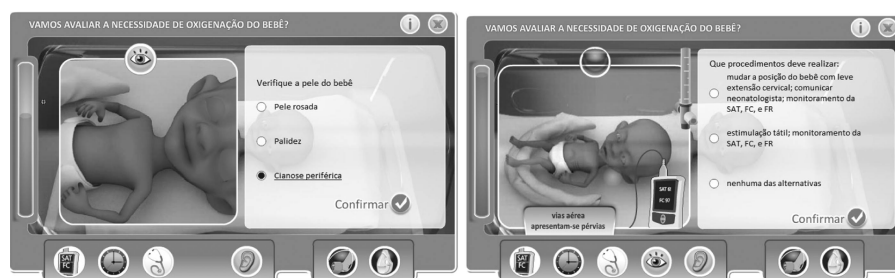 VAMOS AVALIAR A NECESSIDADE DE OXIGENAÇÃO DO BEBÊ?
i
Verifique a pele do bebê
Pele rosada
Palidez
Cianose periférica
Confirmar
SAT
FC
VAMOS AVALIAR A NECESSIDADE DE OXIGENAÇÃO DO BEBÊ?
i
Que procedimentos deve realizar:
mudar a posição do bebê com leve
extensão cervical; comunicar
neonatologista; monitoramento da
SAT, FC, e FR
estimulação tátil; monitoramento da
SAT, FC, e FR
nenhuma das alternativas
FC 97
vias aérea
apresentam-se pérvias
Confirmar
SAT
FC